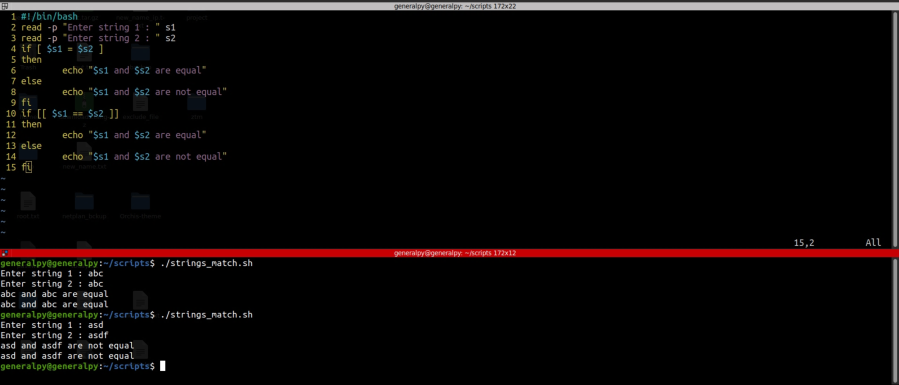 generalpy@generalpy: ~/scripts 172x22
1 #!/bin/bash
2 read -p "Enter string 1 : " s1
3 read -p "Enter string 2 : " s2
4 if [ $s1 = $s2 ]
5 then
6         echo "$s1 and $s2 are equal"
7 else
8         echo "$s1 and $s2 are not equal"
9 fi
10 if [[ $s1 == $s2 ]]
11 then
12         echo "$s1 and $s2 are equal"
13 else
14         echo "$s1 and $s2 are not equal"
15 fi
~
~
~
~
~
~
15,2 All
generalpy@generalpy: ~/scripts 172x12
generalpy@generalpy:~/scripts$ ./strings_match.sh
Enter string 1 : abc
Enter string 2 : abc
abc and abc are equal
abc and abc are equal
generalpy@generalpy:~/scripts$ ./strings_match.sh
Enter string 1 : asd
Enter string 2 : asdf
asd and asdf are not equal
asd and asdf are not equal
generalpy@generalpy:~/scripts$